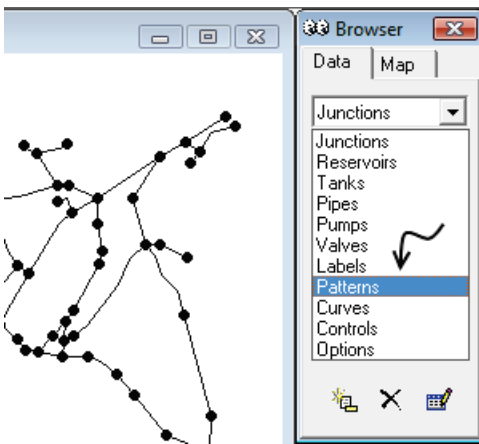 Browser
Data Map
Junctions
Junctions
Reservoirs
Tanks
Pipes
Pumps
Valves
Labels
Patterns
Curves
Controls
Options